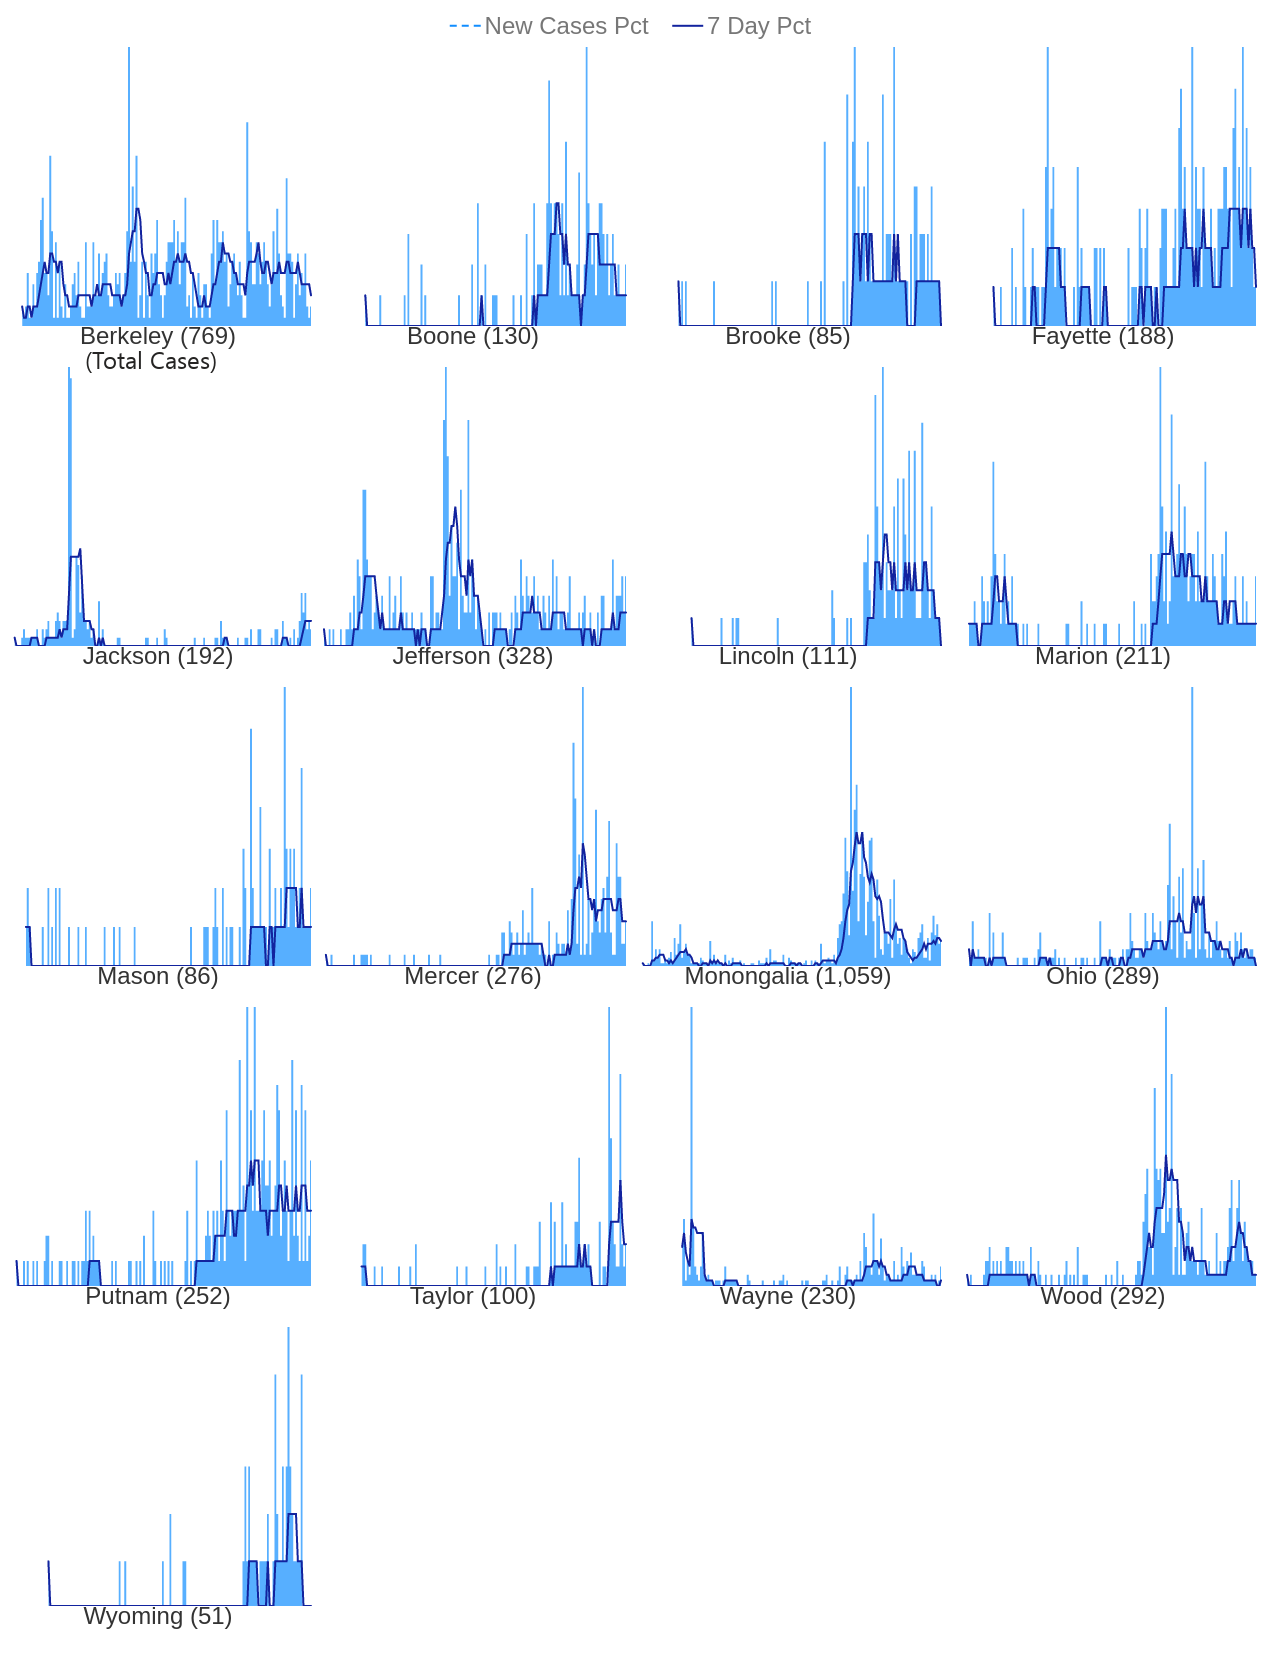 New Cases Pct 7 Day Pct
Berkeley (769) Boone (130) Brooke (85) Fayette (188)
(Total Cases)
Jackson (192) Jefferson (328) Lincoln (111) Marion (211)
Mason (86) Mercer (276) Monongalia (1,059) Ohio (289)
Putnam (252) Taylor (100) Wayne (230) Wood (292)
Wyoming (51)